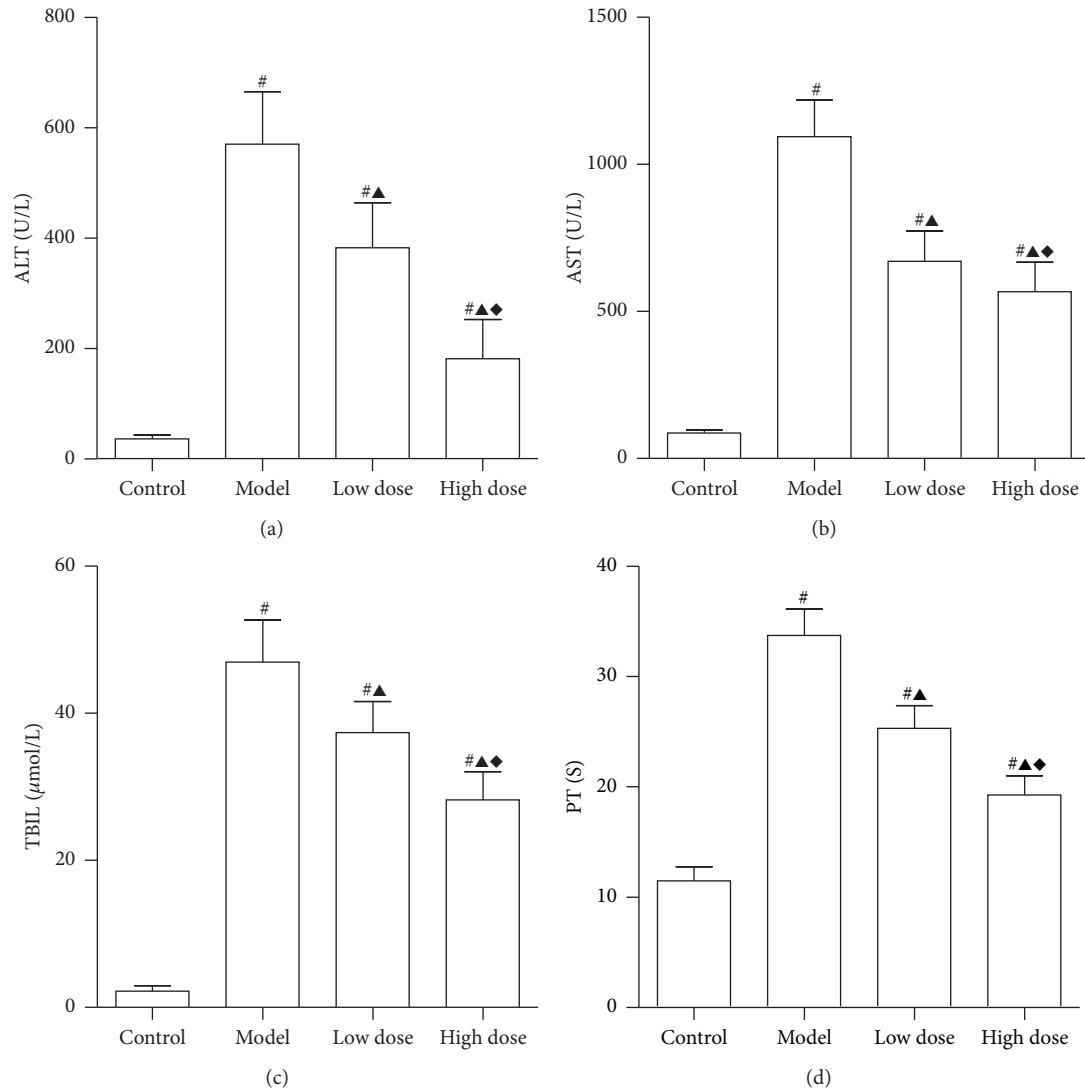 800
600
400
200
0
ALT (U/L)
#
#▲
#▲◆
Control Model Low dose High dose
(a)
1500
1000
500
0
AST (U/L)
#
#▲
#▲◆
Control Model Low dose High dose
(b)
60
40
20
0
TBIL (μmol/L)
#
#▲
#▲◆
Control Model Low dose High dose
(c)
40
30
20
10
0
PT (S)
#
#▲
#▲◆
Control Model Low dose High dose
(d)